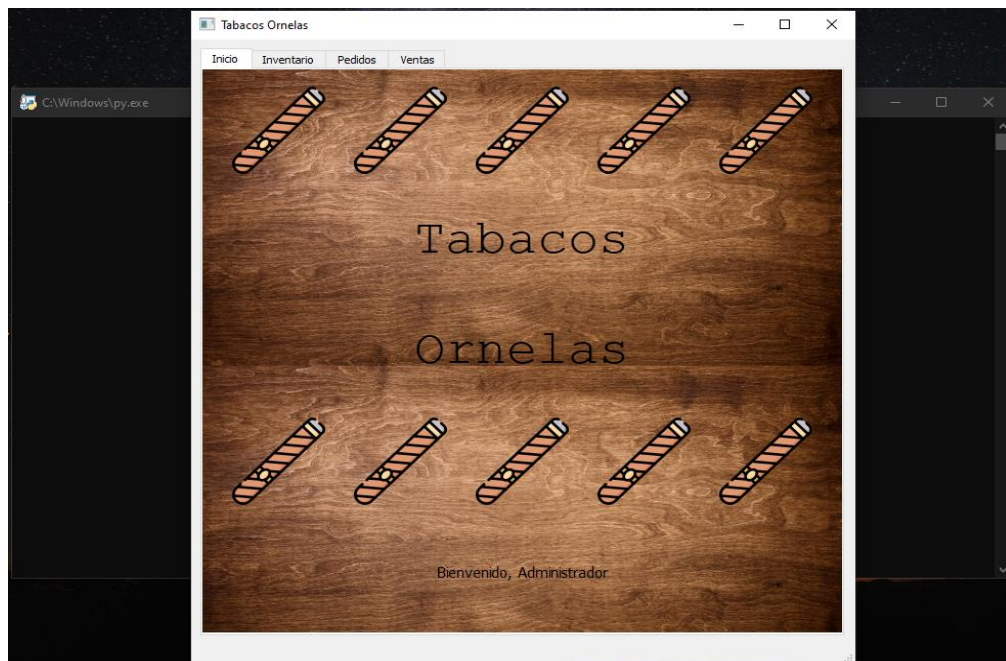 Tabacos Ornelas
Inicio Inventario Pedidos Ventas
C:\Windows\py.exe
Tabacos
Ornelas
Bienvenido, Administrador